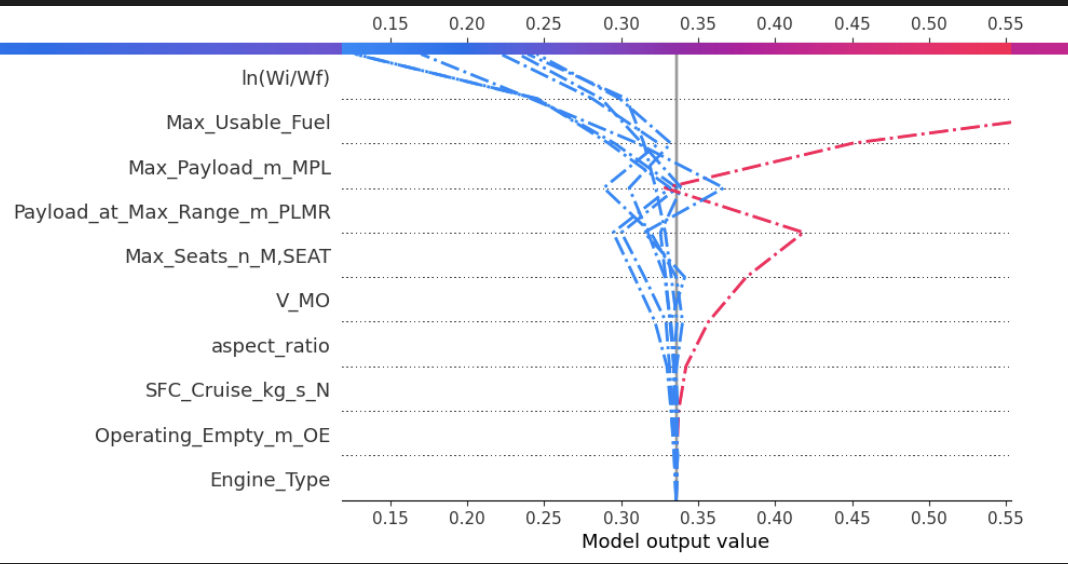 0.15 0.20 0.25 0.30 0.35 0.40 0.45 0.50 0.55
ln(Wi/Wf)
Max_Usable_Fuel
Max_Payload_m_MPL
Payload_at_Max_Range_m_PLMR
Max_Seats_n_M,SEAT
V_MO
aspect_ratio
SFC_Cruise_kg_s_N
Operating_Empty_m_OE
Engine_Type
0.15 0.20 0.25 0.30 0.35 0.40 0.45 0.50 0.55
Model output value